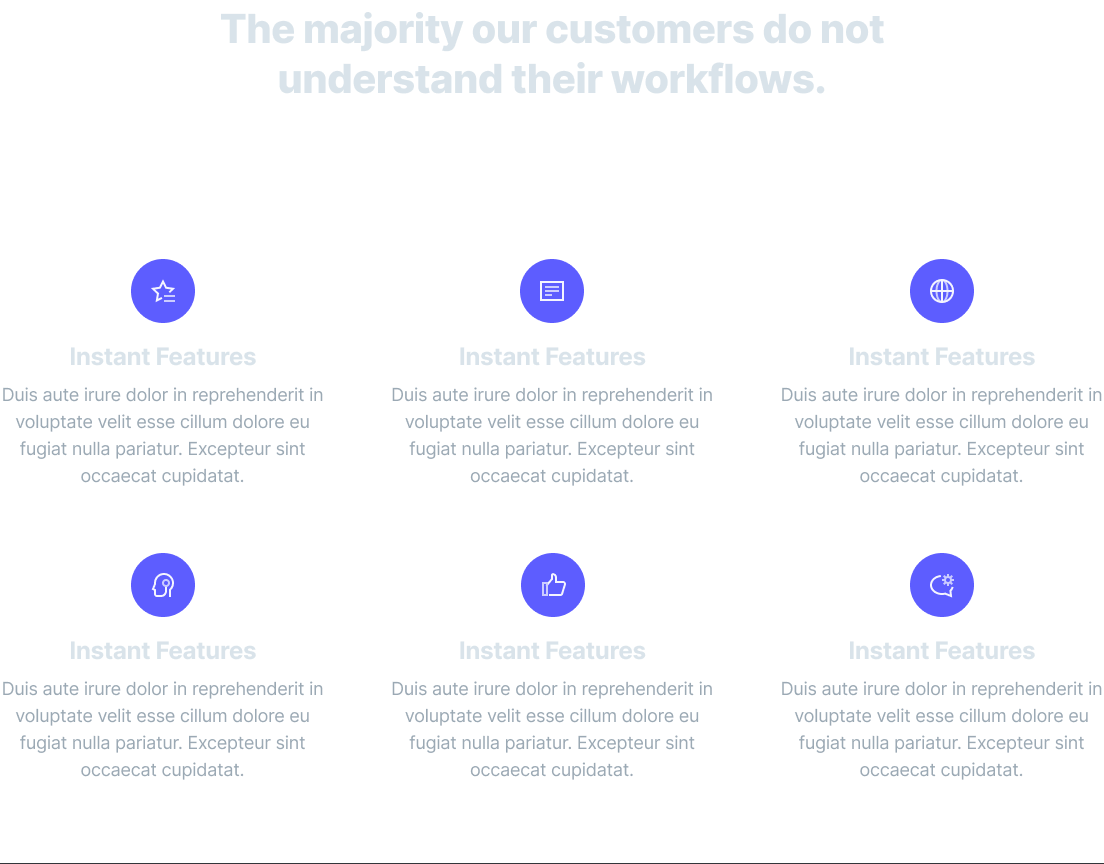 The majority our customers do not
understand their workflows.
Instant Features
Duis aute irure dolor in reprehenderit in
voluptate velit esse cillum dolore eu
fugiat nulla pariatur. Excepteur sint
occaecat cupidatat.
Instant Features
Duis aute irure dolor in reprehenderit in
voluptate velit esse cillum dolore eu
fugiat nulla pariatur. Excepteur sint
occaecat cupidatat.
Instant Features
Duis aute irure dolor in reprehenderit in
voluptate velit esse cillum dolore eu
fugiat nulla pariatur. Excepteur sint
occaecat cupidatat.
Instant Features
Duis aute irure dolor in reprehenderit in
voluptate velit esse cillum dolore eu
fugiat nulla pariatur. Excepteur sint
occaecat cupidatat.
Instant Features
Duis aute irure dolor in reprehenderit in
voluptate velit esse cillum dolore eu
fugiat nulla pariatur. Excepteur sint
occaecat cupidatat.
Instant Features
Duis aute irure dolor in reprehenderit in
voluptate velit esse cillum dolore eu
fugiat nulla pariatur. Excepteur sint
occaecat cupidatat.